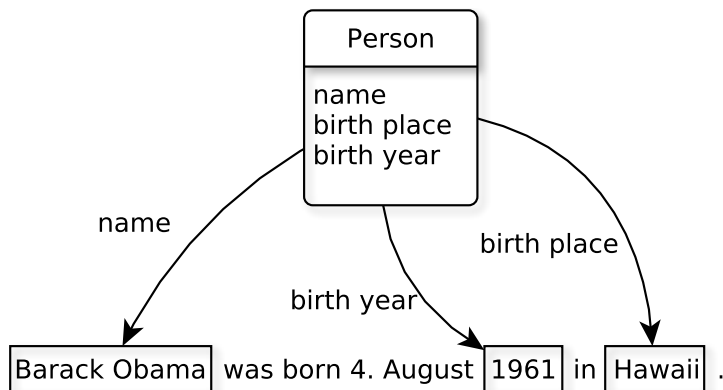 Person
name
birth place
birth year
name
birth place
birth year
Barack Obama was born 4. August 1961 in Hawaii .